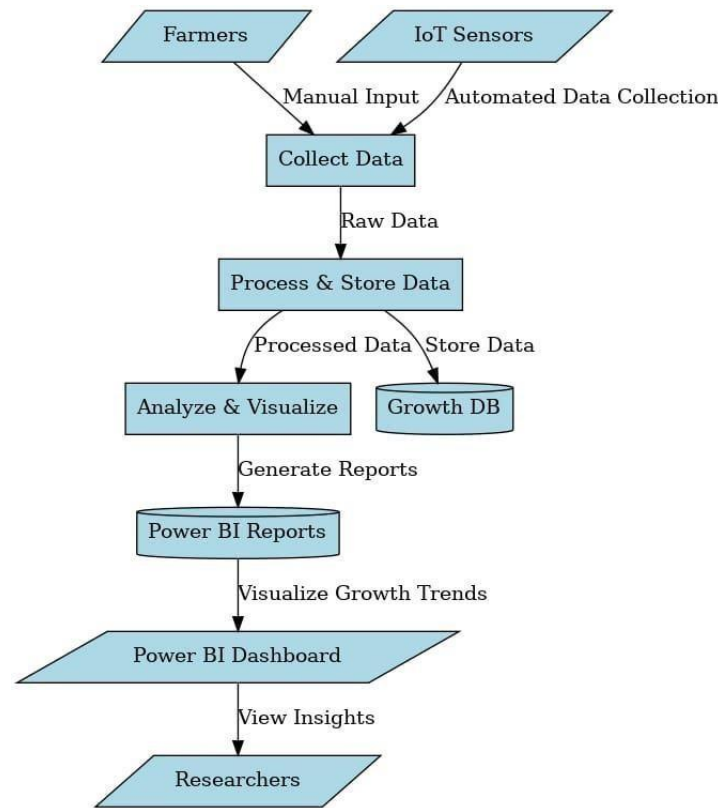 Farmers
IoT Sensors
Manual Input
Automated Data Collection
Collect Data
Raw Data
Process & Store Data
Processed Data
Store Data
Analyze & Visualize
Growth DB
Generate Reports
Power BI Reports
Visualize Growth Trends
Power BI Dashboard
View Insights
Researchers